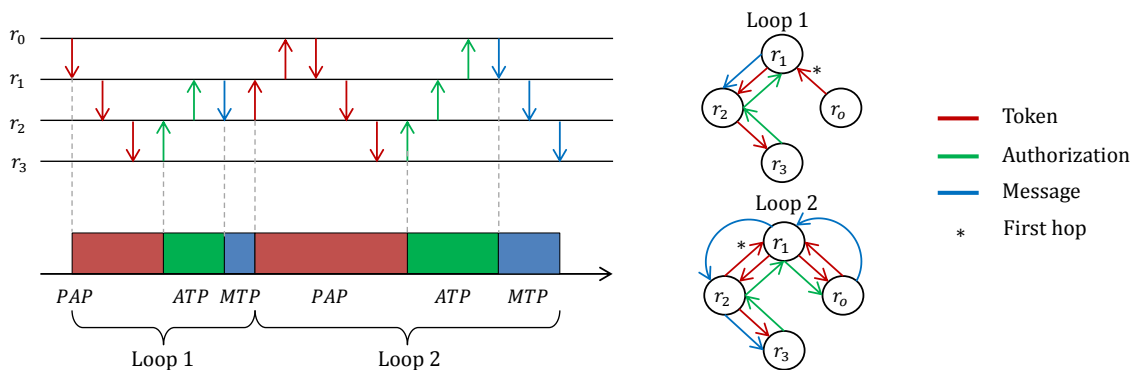 r0
r1
r2
r3
PAP ATP MTP PAP ATP MTP
Loop 1 Loop 2
Loop 1
r1
*
r2 ro
r3
Loop 2
r1
*
r2 ro
r3
Token
Authorization
Message
* First hop